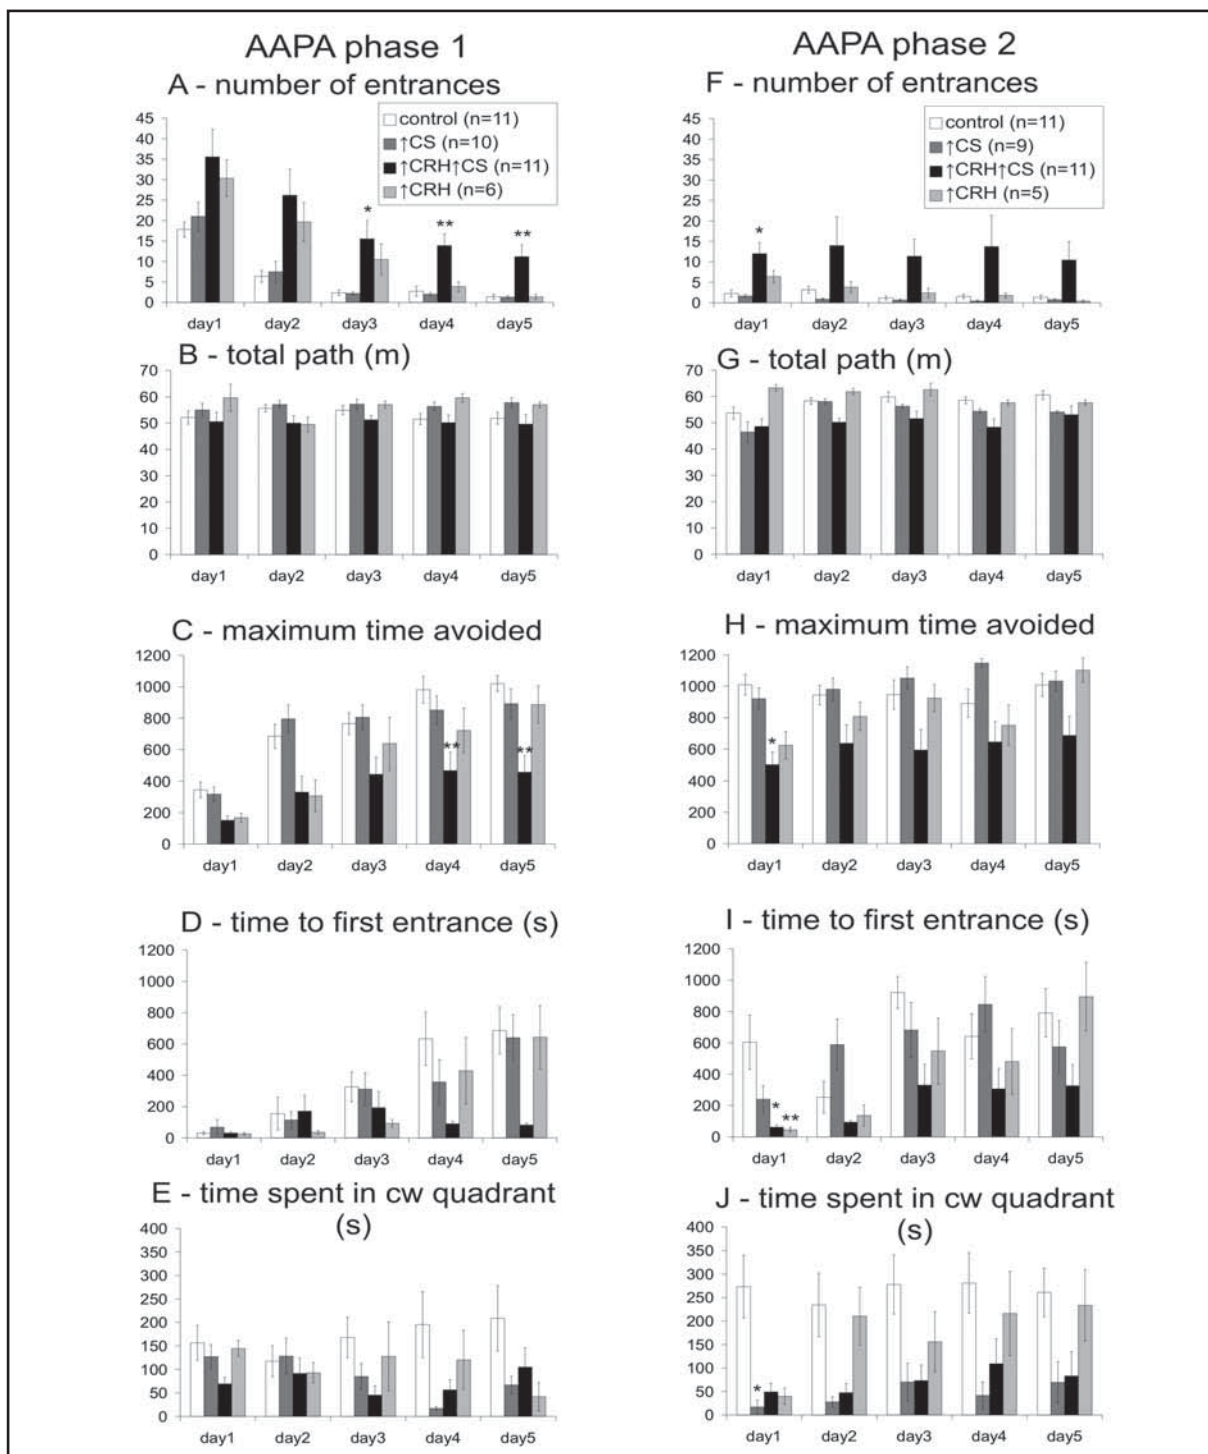 AAPA phase 1
A - number of entrances
control (n=11)
↑CS (n=10)
↑CRH↑CS (n=11)
↑CRH (n=6)
45
40
35
30
25
20
15
10
5
0
*
**
**
day1 day2 day3 day4 day5
B - total path (m)
70
60
50
40
30
20
10
0
day1 day2 day3 day4 day5
C - maximum time avoided
1200
1000
800
600
400
200
0
**
**
day1 day2 day3 day4 day5
D - time to first entrance (s)
1200
1000
800
600
400
200
0
day1 day2 day3 day4 day5
E - time spent in cw quadrant
(s)
400
350
300
250
200
150
100
50
0
day1 day2 day3 day4 day5
AAPA phase 2
F - number of entrances
control (n=11)
↑CS (n=9)
↑CRH↑CS (n=11)
↑CRH (n=5)
45
40
35
30
25
20
15
10
5
0
*
day1 day2 day3 day4 day5
G - total path (m)
70
60
50
40
30
20
10
0
day1 day2 day3 day4 day5
H - maximum time avoided
1200
1000
800
600
400
200
0
*
day1 day2 day3 day4 day5
I - time to first entrance (s)
1200
1000
800
600
400
200
0
*
**
day1 day2 day3 day4 day5
J - time spent in cw quadrant
(s)
400
350
300
250
200
150
100
50
0
*
day1 day2 day3 day4 day5